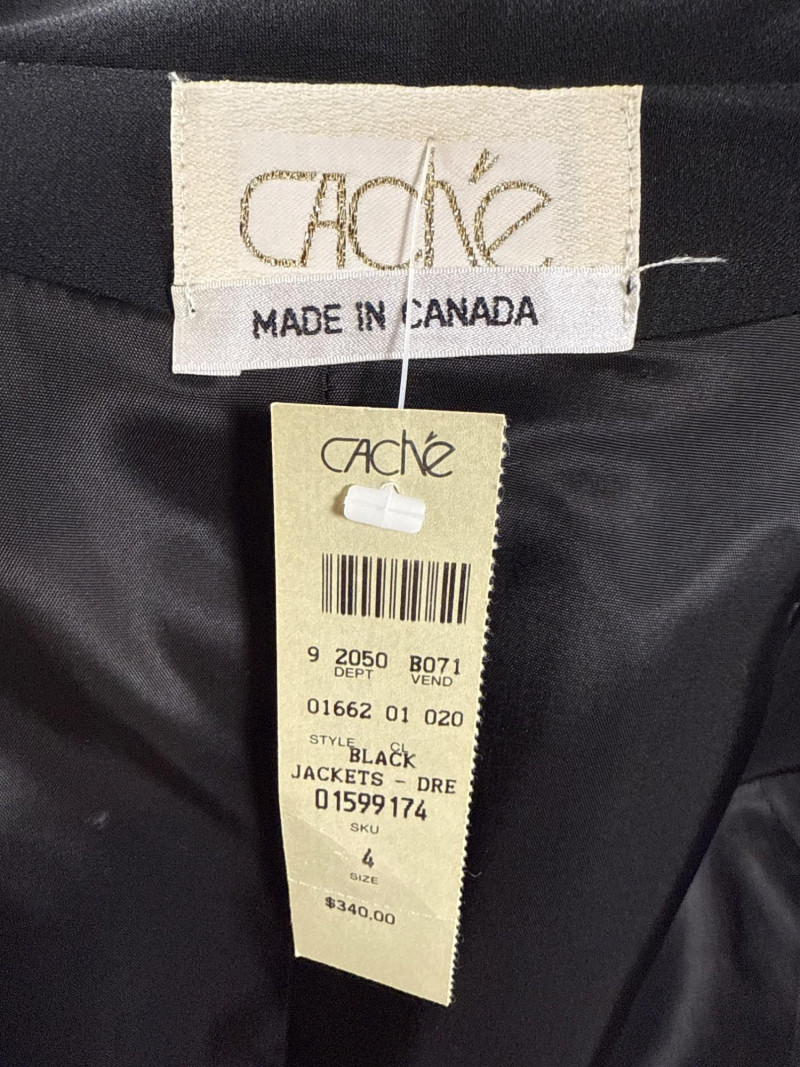 CACHé
MADE IN CANADA
CACHé
9 2050 B071
DEPT VEND
01662 01 020
STYLE CL
BLACK
JACKETS - DRE
01599174
SKU
4
SIZE
$340.00